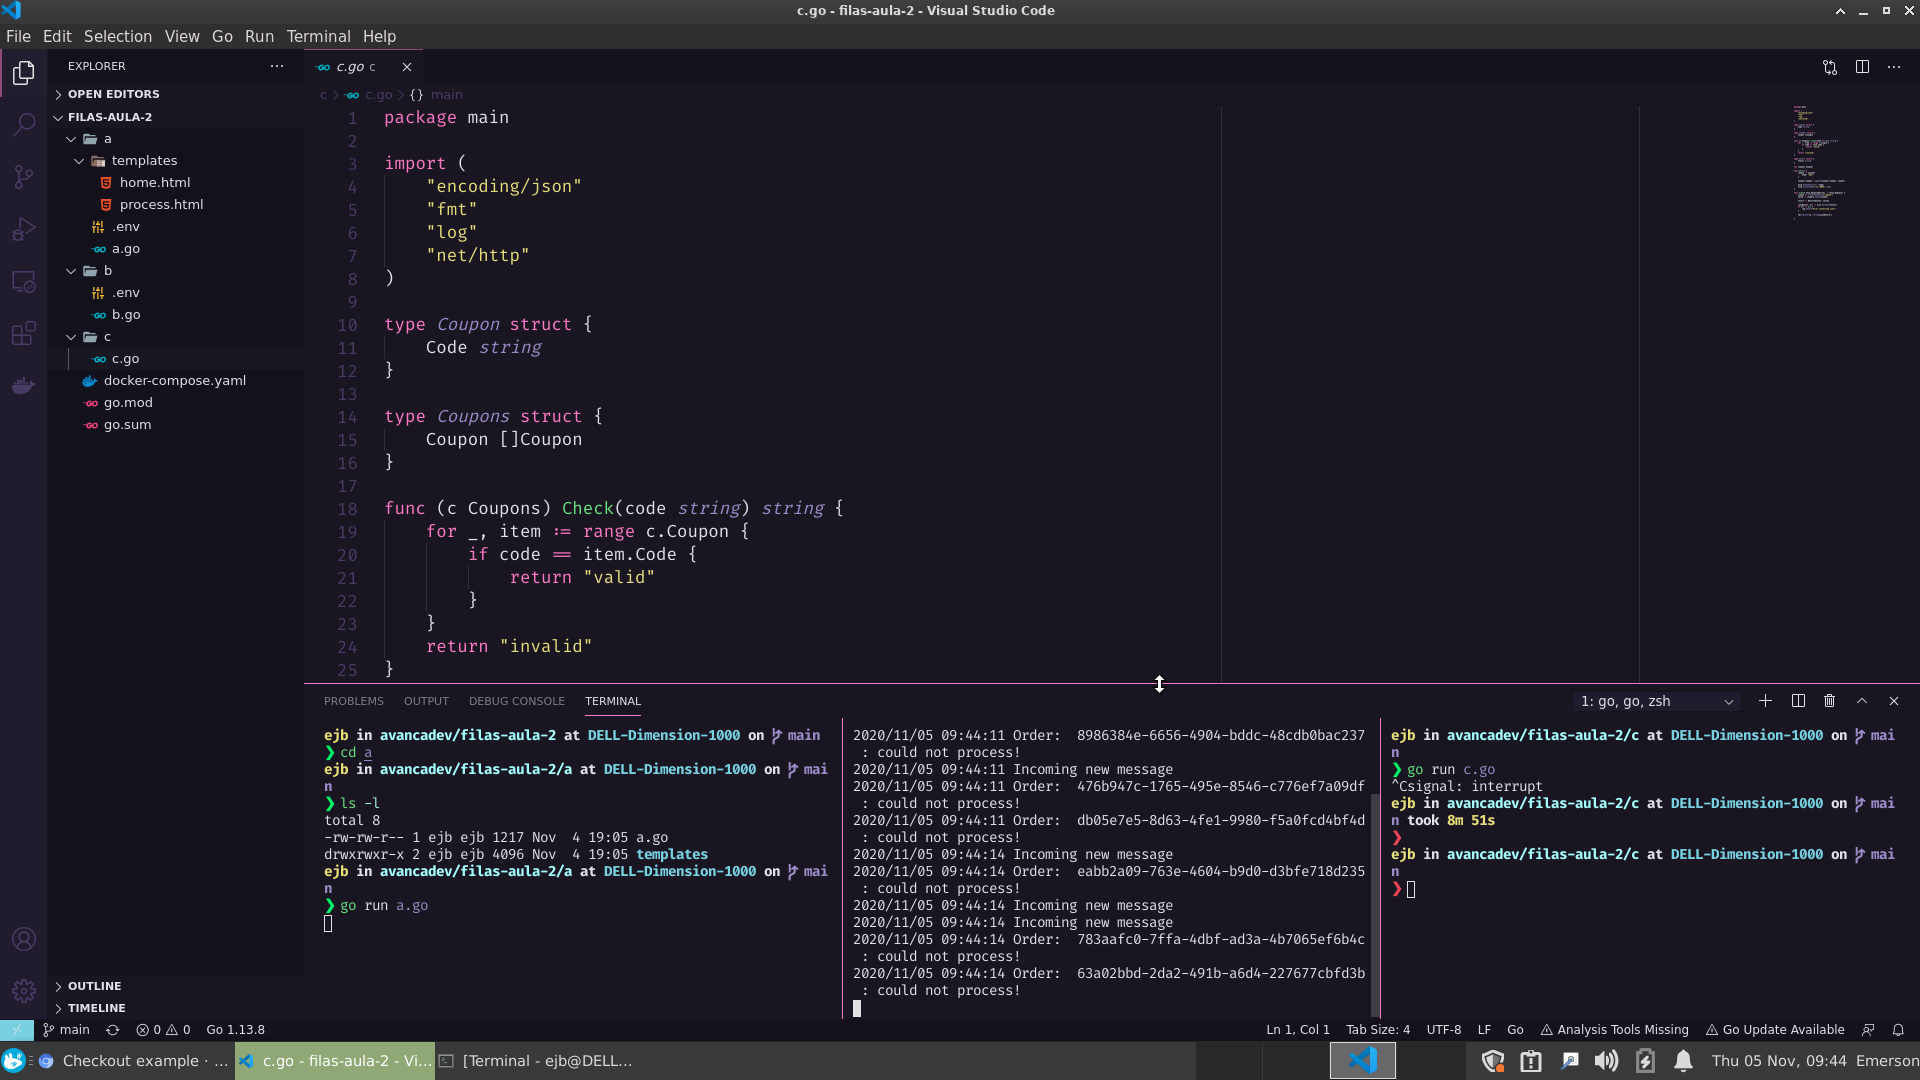 c.go - filas-aula-2 - Visual Studio Code
File Edit Selection View Go Run Terminal Help
EXPLORER
OPEN EDITORS
FILAS-AULA-2
a
templates
home.html
process.html
.env
a.go
b
.env
b.go
c
c.go
docker-compose.yaml
go.mod
go.sum
OUTLINE
TIMELINE
c.go c
c > c.go > {} main
1 package main
2
3 import (
4 "encoding/json"
5 "fmt"
6 "log"
7 "net/http"
8 )
9
10 type Coupon struct {
11 Code string
12 }
13
14 type Coupons struct {
15 Coupon []Coupon
16 }
17
18 func (c Coupons) Check(code string) string {
19 for _, item := range c.Coupon {
20 if code == item.Code {
21 return "valid"
22 }
23 }
24 return "invalid"
25 }
PROBLEMS OUTPUT DEBUG CONSOLE TERMINAL
1: go, go, zsh
ejb in avancadev/filas-aula-2 at DELL-Dimension-1000 on main
❯ cd a
ejb in avancadev/filas-aula-2/a at DELL-Dimension-1000 on mai
n
❯ ls -l
total 8
-rw-rw-r-- 1 ejb ejb 1217 Nov  4 19:05 a.go
drwxrwxr-x 2 ejb ejb 4096 Nov  4 19:05 templates
ejb in avancadev/filas-aula-2/a at DELL-Dimension-1000 on mai
n
❯ go run a.go
2020/11/05 09:44:11 Order:  8986384e-6656-4904-bddc-48cdb0bac237
: could not process!
2020/11/05 09:44:11 Incoming new message
2020/11/05 09:44:11 Order:  476b947c-1765-495e-8546-c776ef7a09df
: could not process!
2020/11/05 09:44:11 Order:  db05e7e5-8d63-4fe1-9980-f5a0fcd4bf4d
: could not process!
2020/11/05 09:44:14 Incoming new message
2020/11/05 09:44:14 Order:  eabb2a09-763e-4604-b9d0-d3bfe718d235
: could not process!
2020/11/05 09:44:14 Incoming new message
2020/11/05 09:44:14 Incoming new message
2020/11/05 09:44:14 Order:  783aafc0-7ffa-4dbf-ad3a-4b7065ef6b4c
: could not process!
2020/11/05 09:44:14 Order:  63a02bbd-2da2-491b-a6d4-227677cbfd3b
: could not process!
ejb in avancadev/filas-aula-2/c at DELL-Dimension-1000 on mai
n
❯ go run c.go
^Csignal: interrupt
ejb in avancadev/filas-aula-2/c at DELL-Dimension-1000 on mai
n took 8m 51s
❯
ejb in avancadev/filas-aula-2/c at DELL-Dimension-1000 on mai
n
❯
main 0 0 Go 1.13.8 Ln 1, Col 1 Tab Size: 4 UTF-8 LF Go Analysis Tools Missing Go Update Available
Checkout example · ... c.go - filas-aula-2 - Vi... [Terminal - ejb@DELL... Thu 05 Nov, 09:44 Emerson